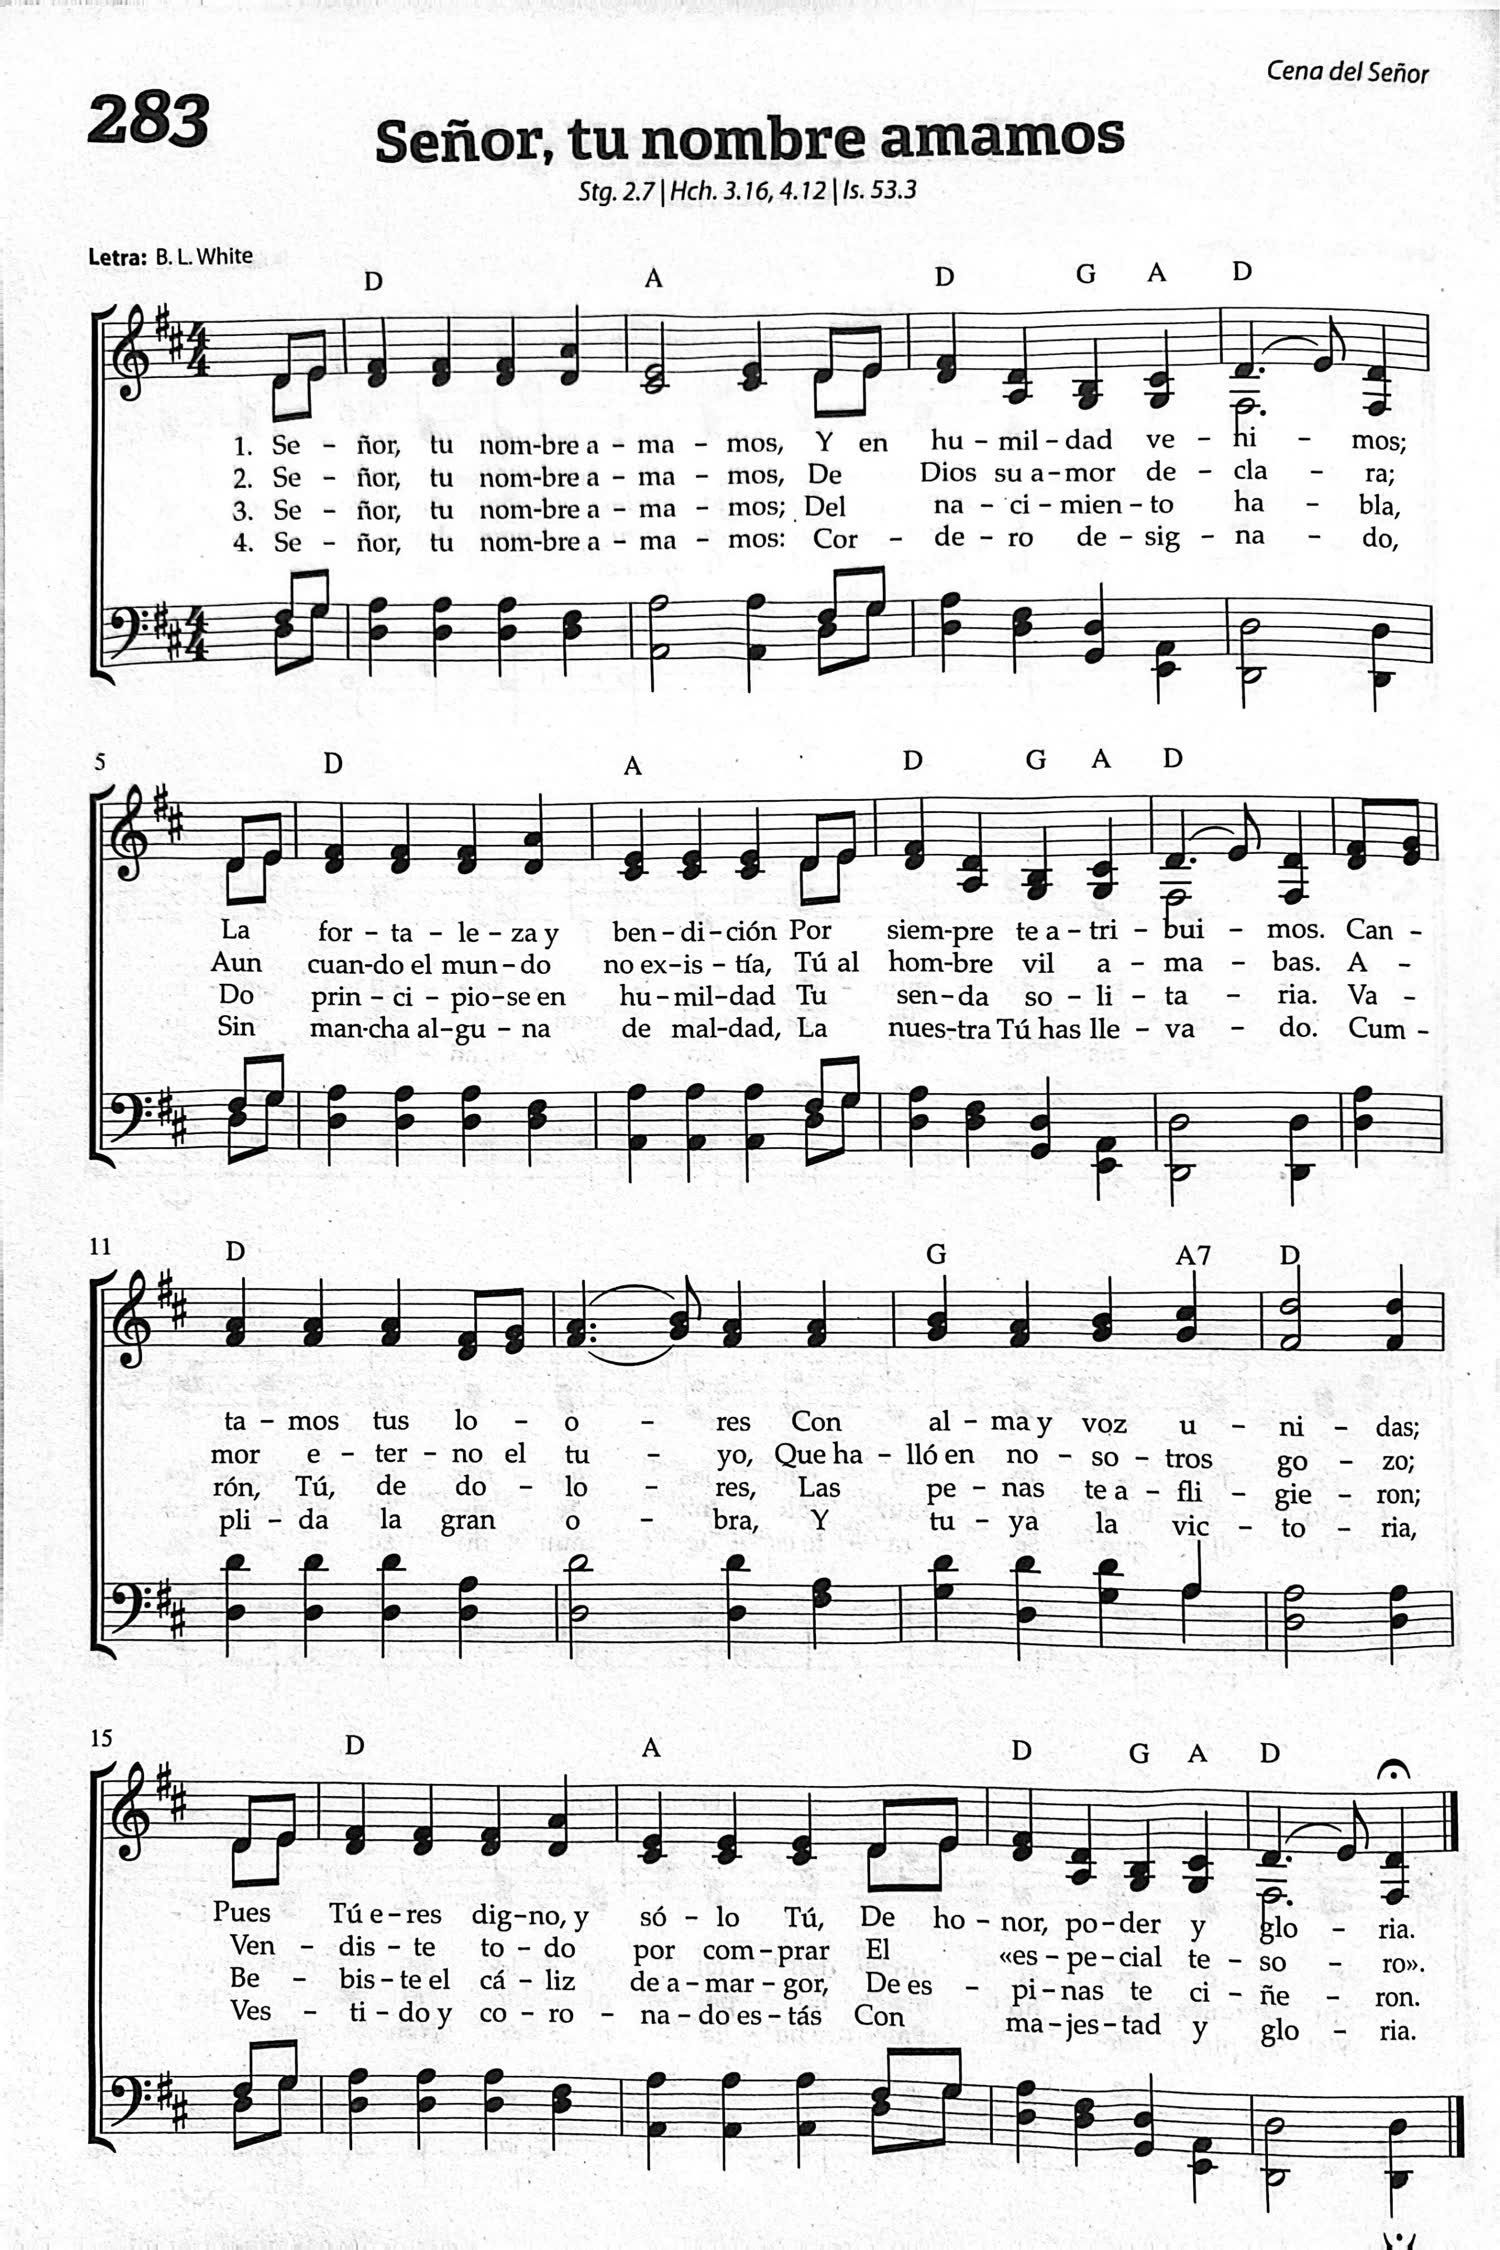 Cena del Señor
283
Señor, tu nombre amamos
Stg. 2.7 | Hch. 3.16, 4.12 | Is. 53.3
Letra: B. L. White
D A D G A D
4
4
1. Se – ñor, tu nom-bre a – ma – mos, Y en hu – mil – dad ve – ni – mos;
2. Se – ñor, tu nom-bre a – ma – mos, De Dios su a – mor de – cla – ra;
3. Se – ñor, tu nom-bre a – ma – mos; Del na – ci – mien – to ha – bla,
4. Se – ñor, tu nom-bre a – ma – mos: Cor – de – ro de – sig – na – do,
4
4
5
D A D G A D
La for – ta – le – za y ben – di – ción Por siem-pre te a – tri – bui – mos. Can –
Aun cuan-do el mun – do no ex – is – tía, Tú al hom-bre vil a – ma – bas. A –
Do prin – ci – pio – se en hu – mil – dad Tu sen – da so – li – ta – ria. Va –
Sin man-cha al – gu – na de mal – dad, La nues-tra Tú has lle – va – do. Cum –
11
D G A7 D
ta – mos tus lo – o – res Con al – ma y voz u – ni – das;
mor e – ter – no el tu – yo, Que ha – lló en no – so – tros go – zo;
rón, Tú, de do – lo – res, Las pe – nas te a – fli – gie – ron;
pli – da la gran o – bra, Y tu – ya la vic – to – ria,
15
D A D G A D
Pues Tú e – res dig – no, y só – lo Tú, De ho – nor, po – der y glo – ria.
Ven – dis – te to – do por com – prar El «es – pe – cial te – so – ro».
Be – bis – te el cá – liz de a – mar – gor, De es – pi – nas te ci – ñe – ron.
Ves – ti – do y co – ro – na – do es – tás Con ma – jes – tad y glo – ria.